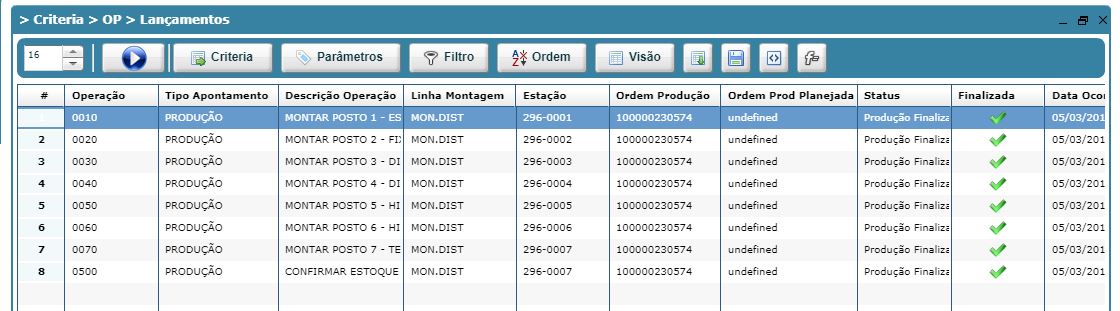 > Criteria > OP > Lançamentos
16 Criteria Parâmetros Filtro Ordem Visão
# Operação Tipo Apontamento Descrição Operação Linha Montagem Estação Ordem Produção Ordem Prod Planejada Status Finalizada Data Ocor
1 0010 PRODUÇÃO MONTAR POSTO 1 - ES MON.DIST 296-0001 100000230574 undefined Produção Finaliza 05/03/201
2 0020 PRODUÇÃO MONTAR POSTO 2 - FI MON.DIST 296-0002 100000230574 undefined Produção Finaliza 05/03/201
3 0030 PRODUÇÃO MONTAR POSTO 3 - DI MON.DIST 296-0003 100000230574 undefined Produção Finaliza 05/03/201
4 0040 PRODUÇÃO MONTAR POSTO 4 - DI MON.DIST 296-0004 100000230574 undefined Produção Finaliza 05/03/201
5 0050 PRODUÇÃO MONTAR POSTO 5 - HI MON.DIST 296-0005 100000230574 undefined Produção Finaliza 05/03/201
6 0060 PRODUÇÃO MONTAR POSTO 6 - HI MON.DIST 296-0006 100000230574 undefined Produção Finaliza 05/03/201
7 0070 PRODUÇÃO MONTAR POSTO 7 - TE MON.DIST 296-0007 100000230574 undefined Produção Finaliza 05/03/201
8 0500 PRODUÇÃO CONFIRMAR ESTOQUE MON.DIST 296-0007 100000230574 undefined Produção Finaliza 05/03/201